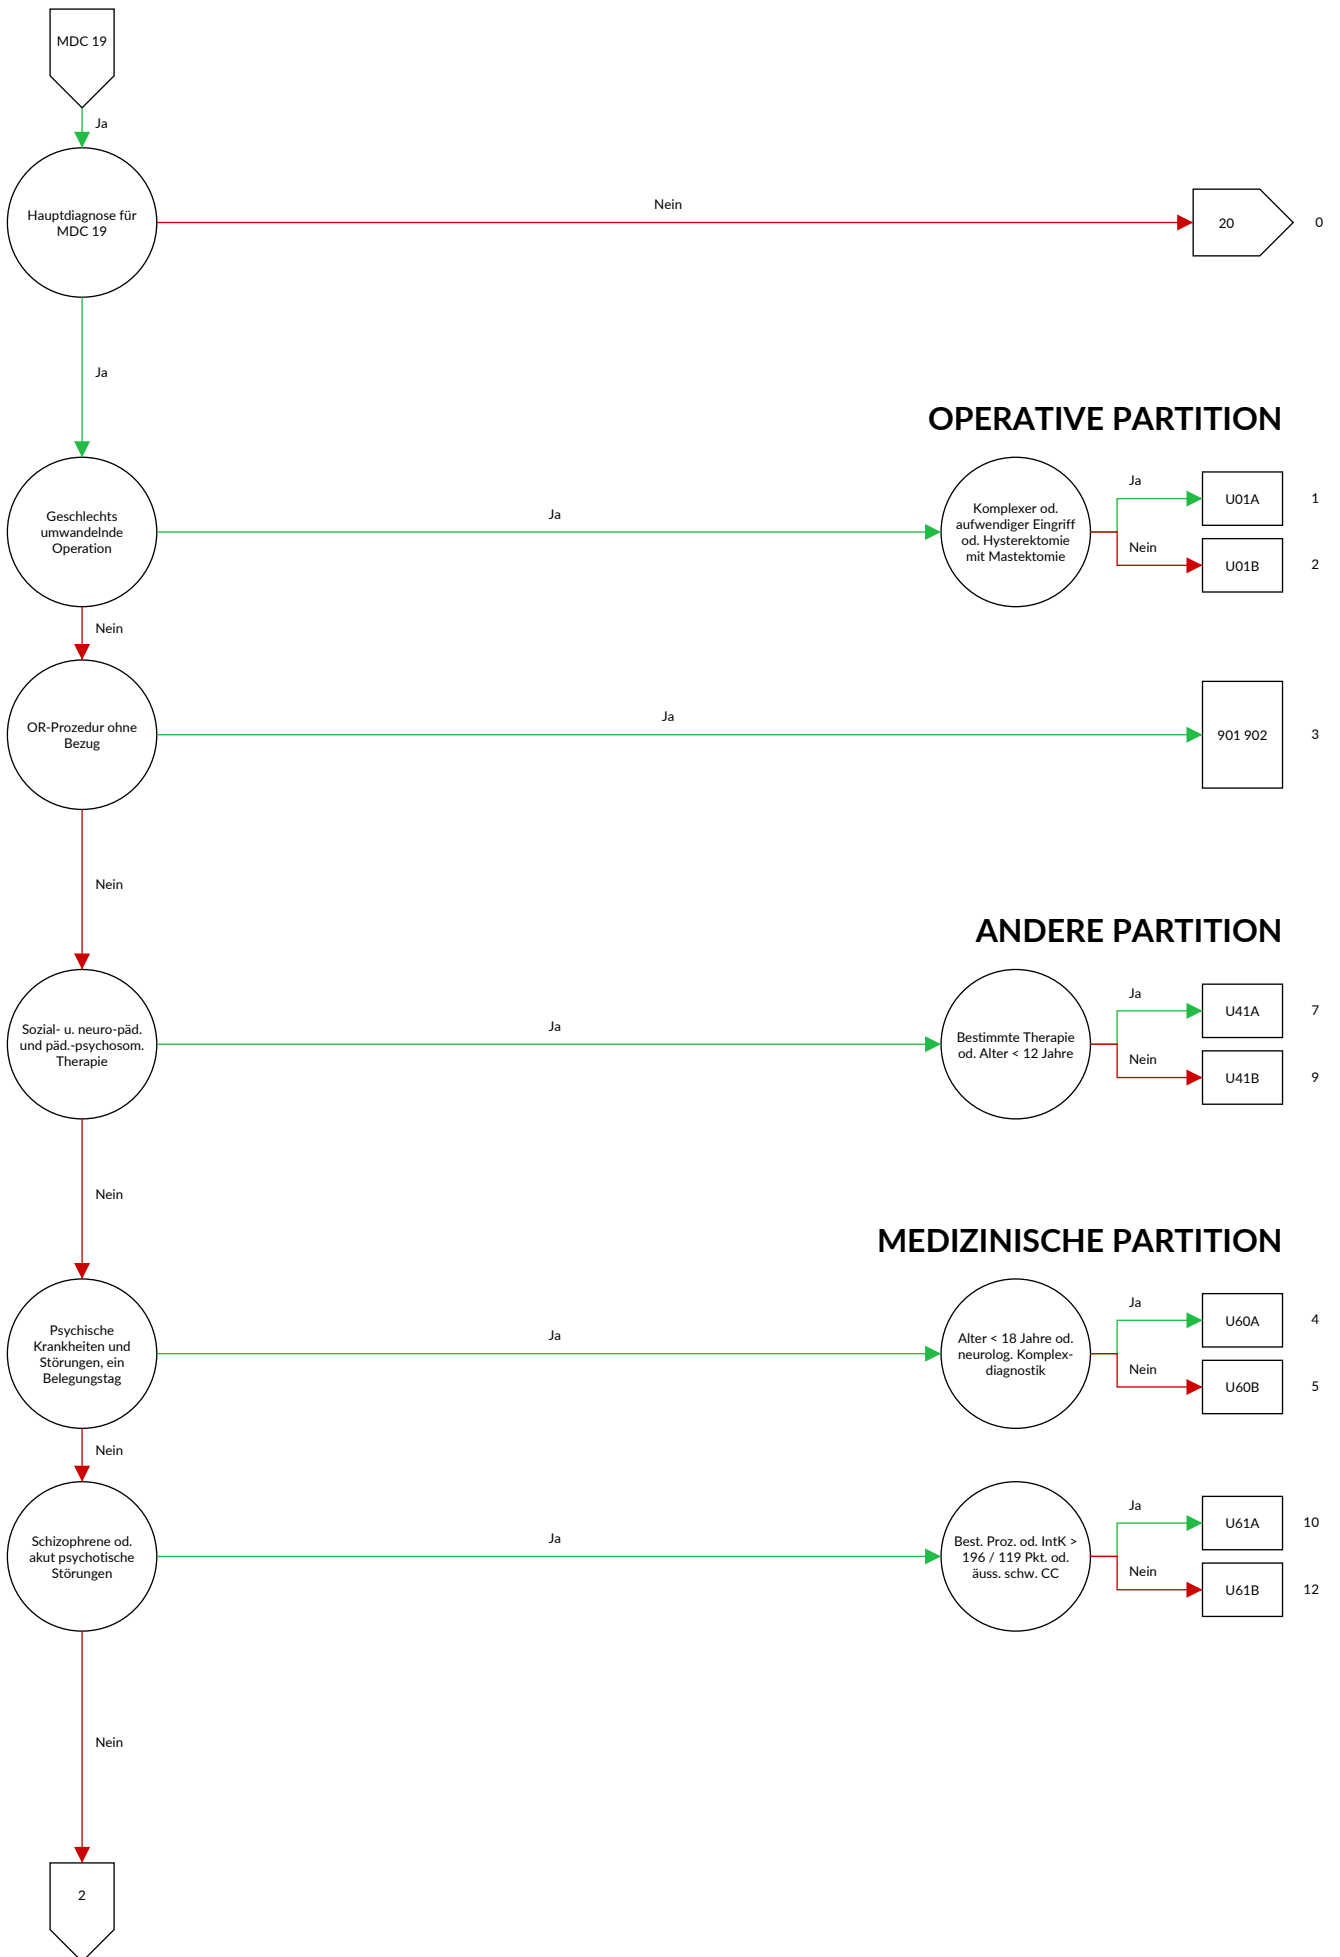 MDC 19
Ja
Hauptdiagnose für
MDC 19
Nein
20
0
Ja
OPERATIVE PARTITION
Geschlechts
umwandelnde
Operation
Ja
Komplexer od.
aufwendiger Eingriff
od. Hysterektomie
mit Mastektomie
Ja
U01A
1
Nein
U01B
2
Nein
OR-Prozedur ohne
Bezug
Ja
901 902
3
Nein
ANDERE PARTITION
Sozial- u. neuro-päd.
und päd.-psychosom.
Therapie
Ja
Bestimmte Therapie
od. Alter < 12 Jahre
Ja
U41A
7
Nein
U41B
9
Nein
MEDIZINISCHE PARTITION
Psychische
Krankheiten und
Störungen, ein
Belegungstag
Ja
Alter < 18 Jahre od.
neurolog. Komplex-
diagnostik
Ja
U60A
4
Nein
U60B
5
Nein
Schizophrene od.
akut psychotische
Störungen
Ja
Best. Proz. od. IntK >
196 / 119 Pkt. od.
äuss. schw. CC
Ja
U61A
10
Nein
U61B
12
Nein
2